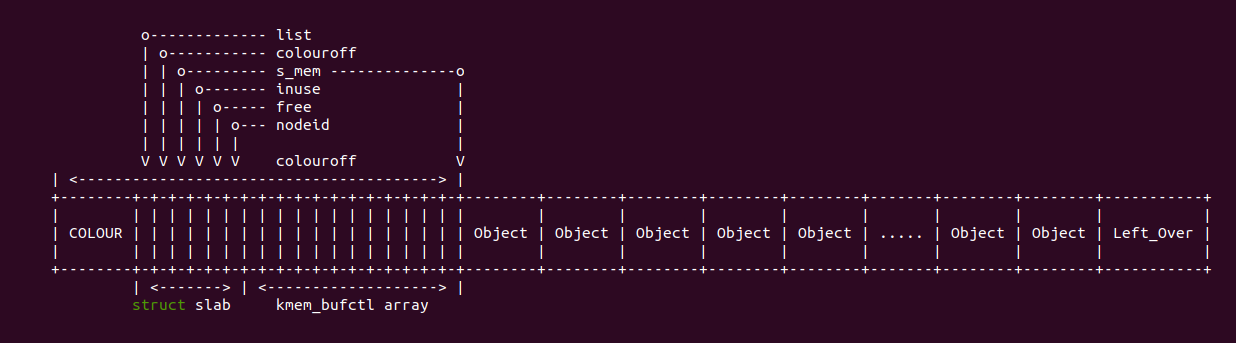 o------------- list
| o----------- colouroff
| | o--------- s_mem --------------o
| | | o------- inuse |
| | | | o----- free |
| | | | | o--- nodeid |
| | | | | | |
V V V V V V colouroff V
| <----------------------------------------> |
+--------+-+-+-+-+-+-+-+-+-+-+-+-+-+-+-+-+-+-+--------+--------+--------+--------+--------+-------+--------+--------+-----------+
| | | | | | | | | | | | | | | | | | | | | | | | | | | | |
| COLOUR | | | | | | | | | | | | | | | | | | | Object | Object | Object | Object | Object | ..... | Object | Object | Left_Over |
| | | | | | | | | | | | | | | | | | | | | | | | | | | | |
+--------+-+-+-+-+-+-+-+-+-+-+-+-+-+-+-+-+-+-+--------+--------+--------+--------+--------+-------+--------+--------+-----------+
| <-------> | <-------------------> |
struct slab kmem_bufctl array